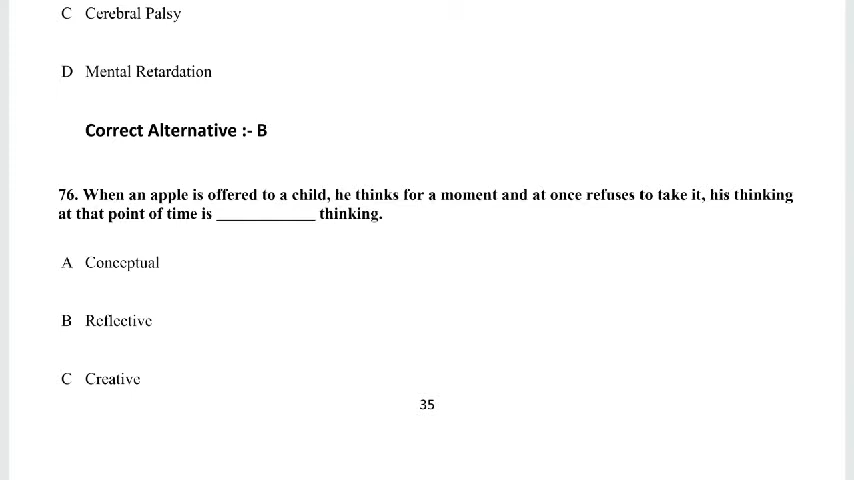 C Cerebral Palsy
D Mental Retardation
Correct Alternative :- B
76. When an apple is offered to a child, he thinks for a moment and at once refuses to take it, his thinking
at that point of time is ____________ thinking.
A Conceptual
B Reflective
C Creative
35